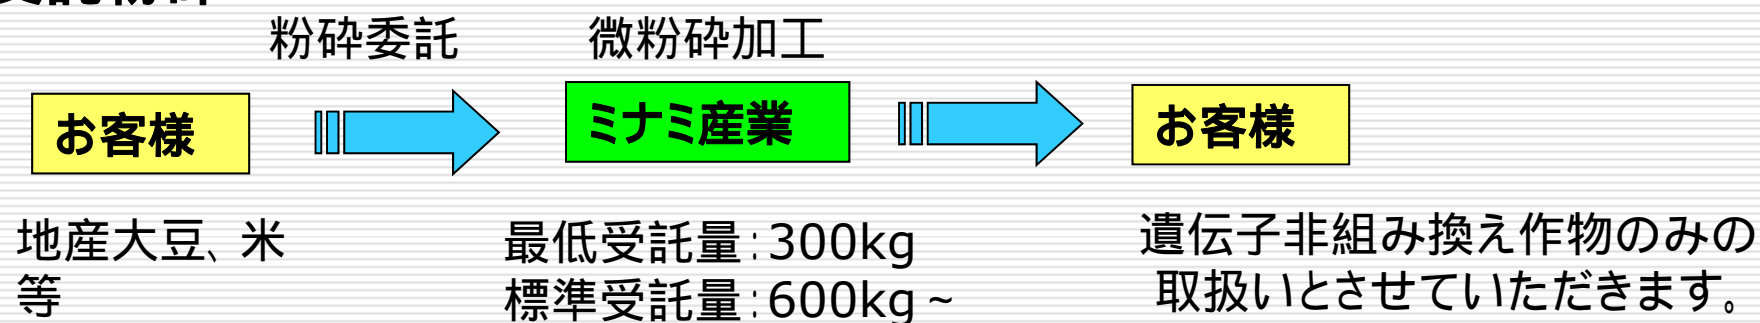 粉砕委託
微粉砕加工
お客様
ミナミ産業
お客様
地産大豆、米
等
最低受託量:300kg
標準受託量:600kg~
遺伝子非組み換え作物のみの
取扱いとさせていただきます。